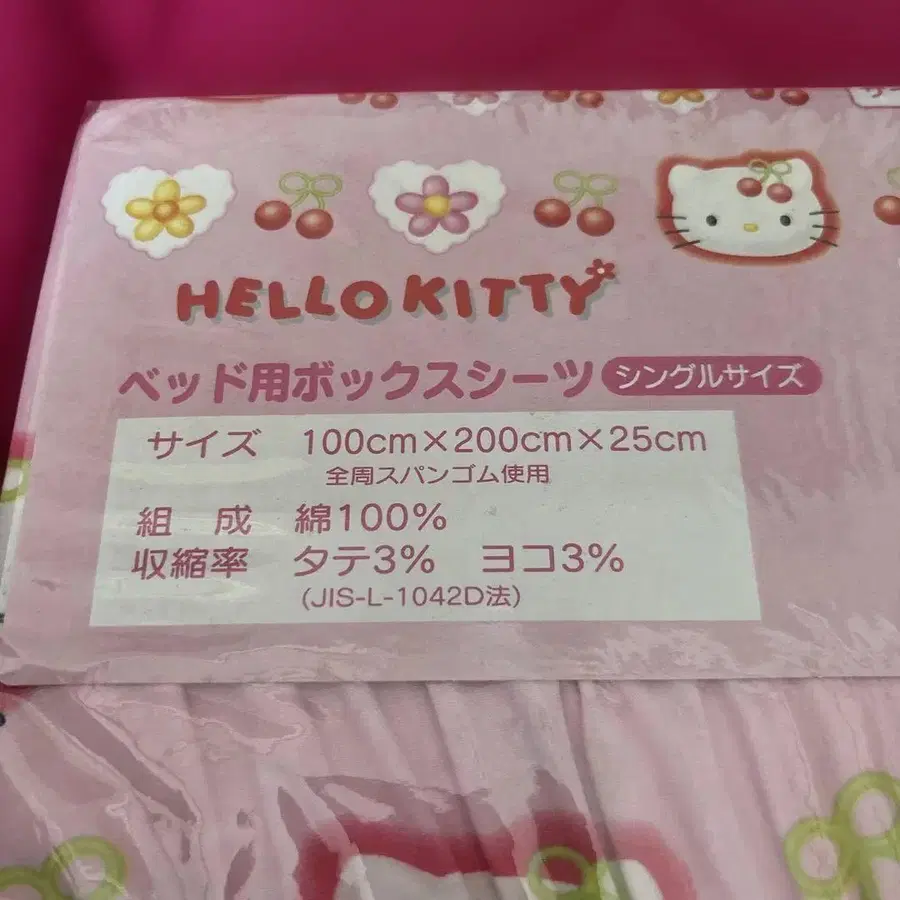 HELLO KITTY
ベッド用ボックスシーツ シングルサイズ
サイズ 100cm×200cm×25cm
全周スパンゴム使用
組 成 綿100%
収縮率 タテ3% ヨコ3%
(JIS-L-1042D法)